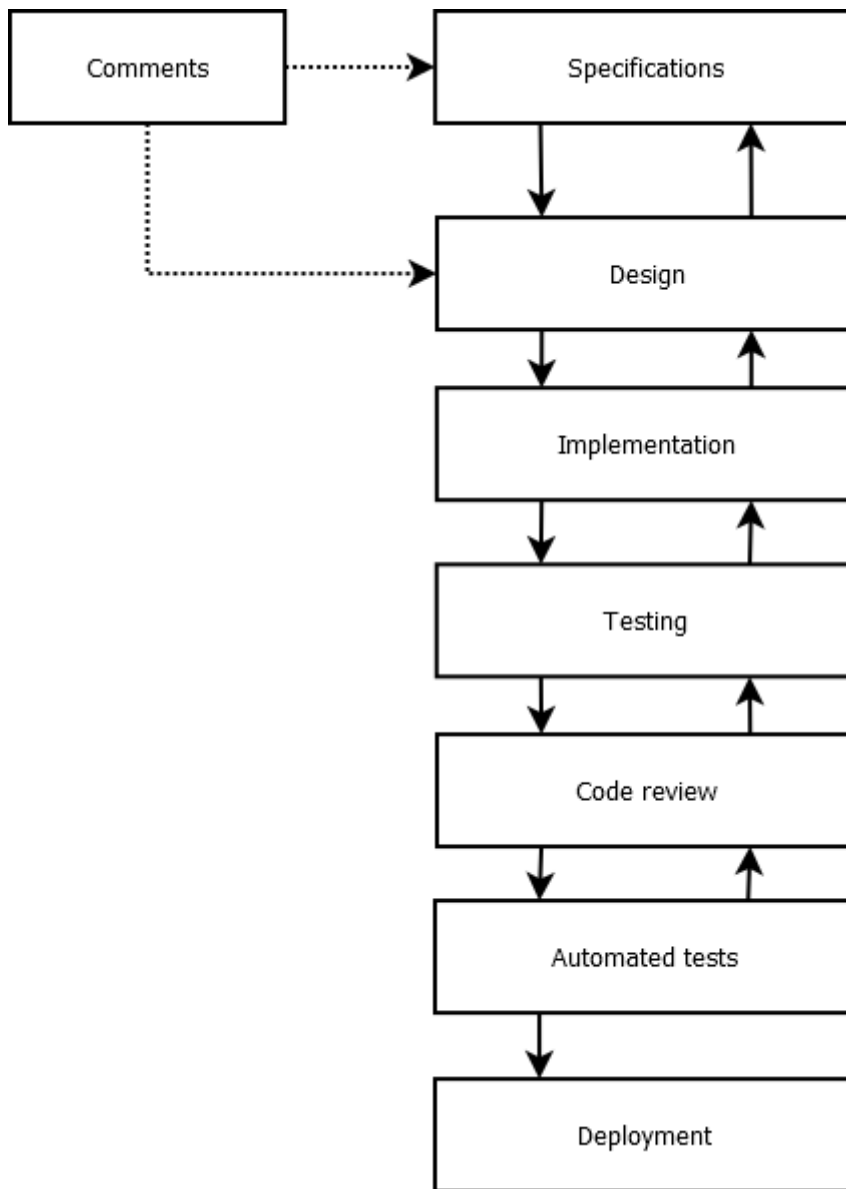 Comments
Specifications
Design
Implementation
Testing
Code review
Automated tests
Deployment